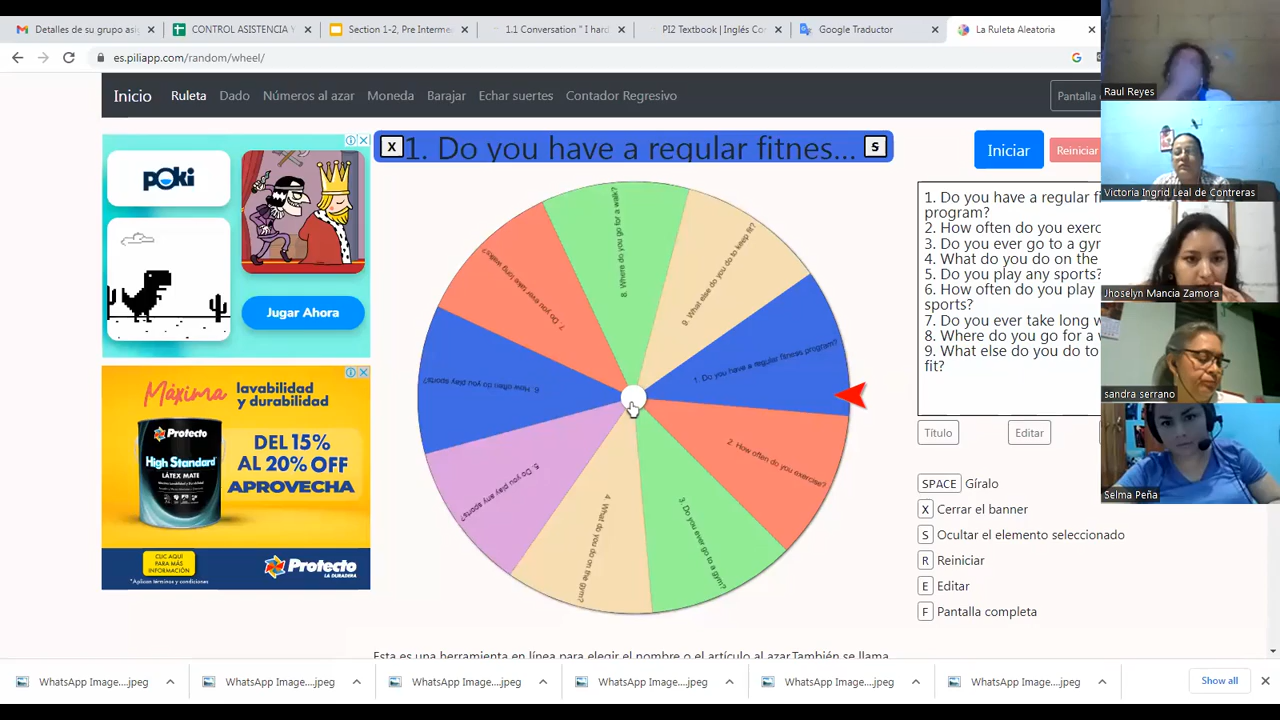 Detalles de su grupo asi
CONTROL ASISTENCIA Y
Section 1-2, Pre Interme
1.1 Conversation " I hard
PI2 Textbook | Inglés Co
Google Traductor
La Ruleta Aleatoria
es.piliapp.com/random/wheel/
Inicio
Ruleta
Dado
Números al azar
Moneda
Barajar
Echar suertes
Contador Regresivo
Pantalla
X
1. Do you have a regular fitnes...
S
Iniciar
Reiniciar
POKi
Jugar Ahora
Máxima lavabilidad y durabilidad
Protecto
High Standard
LÁTEX MATE
DEL 15%
AL 20% OFF
APROVECHA
CLIC AQUI
PARA MÁS
INFORMACIÓN
*Aplican términos y condiciones
Protecto
LA DURADERA
1. Do you have a regular fitness program?
2. How often do you exercise?
3. Do you ever go to a gym?
4. What do you do on the gym?
5. Do you play any sports?
6. How often do you play sports?
7. Do you ever take long walks?
8. Where do you go for a walk?
9. What else do you do to keep fit?
1. Do you have a regular fi
program?
2. How often do you exerc
3. Do you ever go to a gyr
4. What do you do on the
5. Do you play any sports?
6. How often do you play
sports?
7. Do you ever take long w
8. Where do you go for a v
9. What else do you do to
fit?
Título
Editar
SPACE Gíralo
X Cerrar el banner
S Ocultar el elemento seleccionado
R Reiniciar
E Editar
F Pantalla completa
Esta es una herramienta en línea para elegir el nombre o el artículo al azar.También se llama
Raul Reyes
Victoria Ingrid Leal de Contreras
Jhoselyn Mancia Zamora
sandra serrano
Selma Peña
WhatsApp Image....jpeg
WhatsApp Image....jpeg
WhatsApp Image....jpeg
WhatsApp Image....jpeg
WhatsApp Image....jpeg
WhatsApp Image....jpeg
Show all